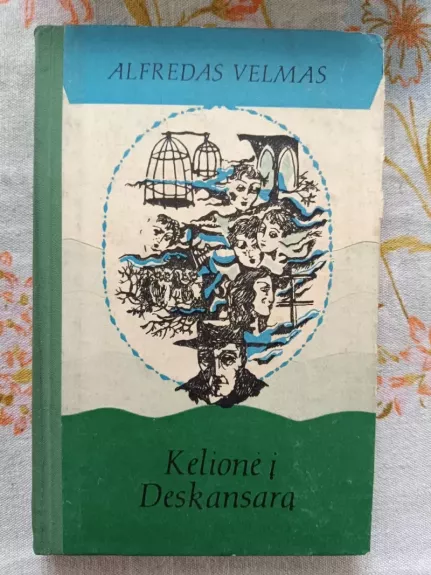 ALFREDAS VELMAS
Kelionė į
Deskansarą